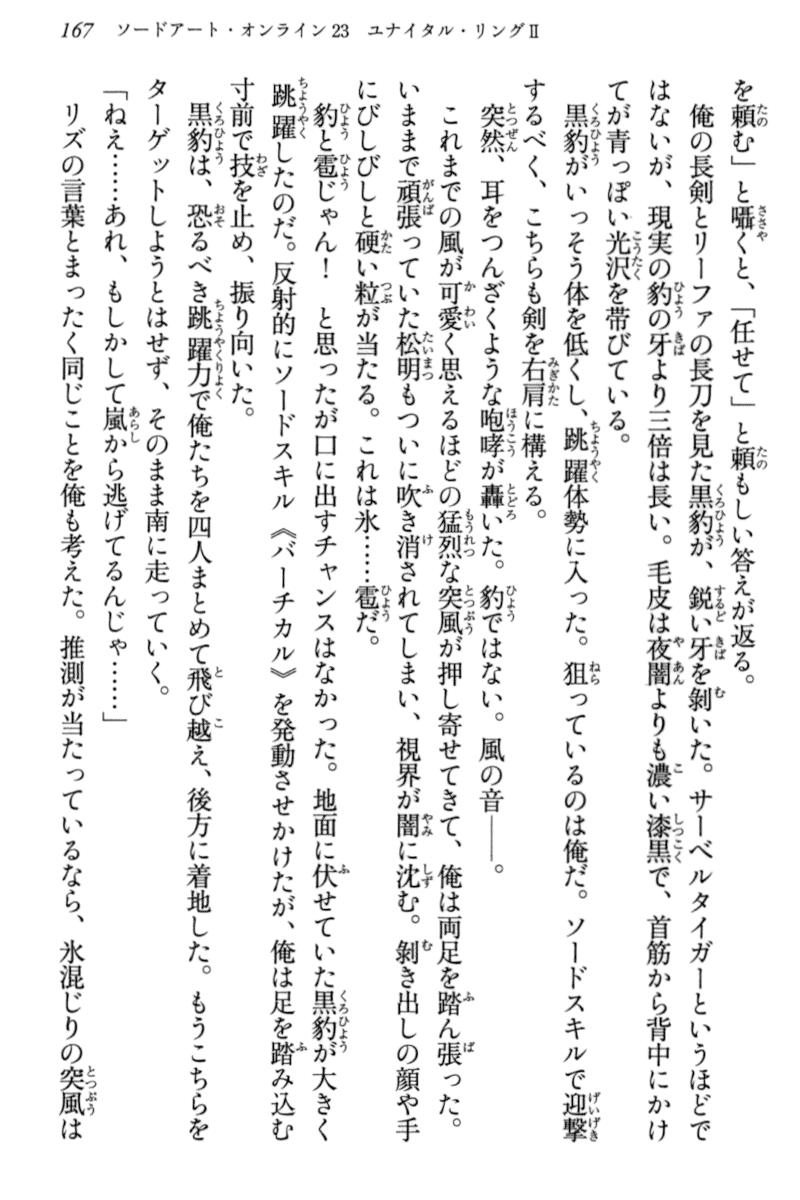 167 ソードアート・オンライン23 ユナイタル・リングⅡ
を頼む」と囁くと、「任せて」と頼もしい答えが返る。
俺の長剣とリーファの長刀を見た黒豹が、鋭い牙を剝いた。サーベルタイガーというほどで
はないが、現実の豹の牙より三倍は長い。毛皮は夜闇よりも濃い漆黒で、首筋から背中にかけ
てが青っぽい光沢を帯びている。
黒豹がいっそう体を低くし、跳躍体勢に入った。狙っているのは俺だ。ソードスキルで迎撃
するべく、こちらも剣を右肩に構える。
突然、耳をつんざくような咆哮が轟いた。豹ではない。風の音――。
これまでの風が可愛く思えるほどの猛烈な突風が押し寄せてきて、俺は両足を踏ん張った。
いままで頑張っていた松明もついに吹き消されてしまい、視界が闇に沈む。剝き出しの顔や手
にびしびしと硬い粒が当たる。これは氷……雹だ。
豹と雹じゃん！　と思ったが口に出すチャンスはなかった。地面に伏せていた黒豹が大きく
跳躍したのだ。反射的にソードスキル《バーチカル》を発動させかけたが、俺は足を踏み込む
寸前で技を止め、振り向いた。
黒豹は、恐るべき跳躍力で俺たちを四人まとめて飛び越え、後方に着地した。もうこちらを
ターゲットしようとはせず、そのまま南に走っていく。
「ねえ……あれ、もしかして嵐から逃げてるんじゃ……」
リズの言葉とまったく同じことを俺も考えた。推測が当たっているなら、氷混じりの突風は